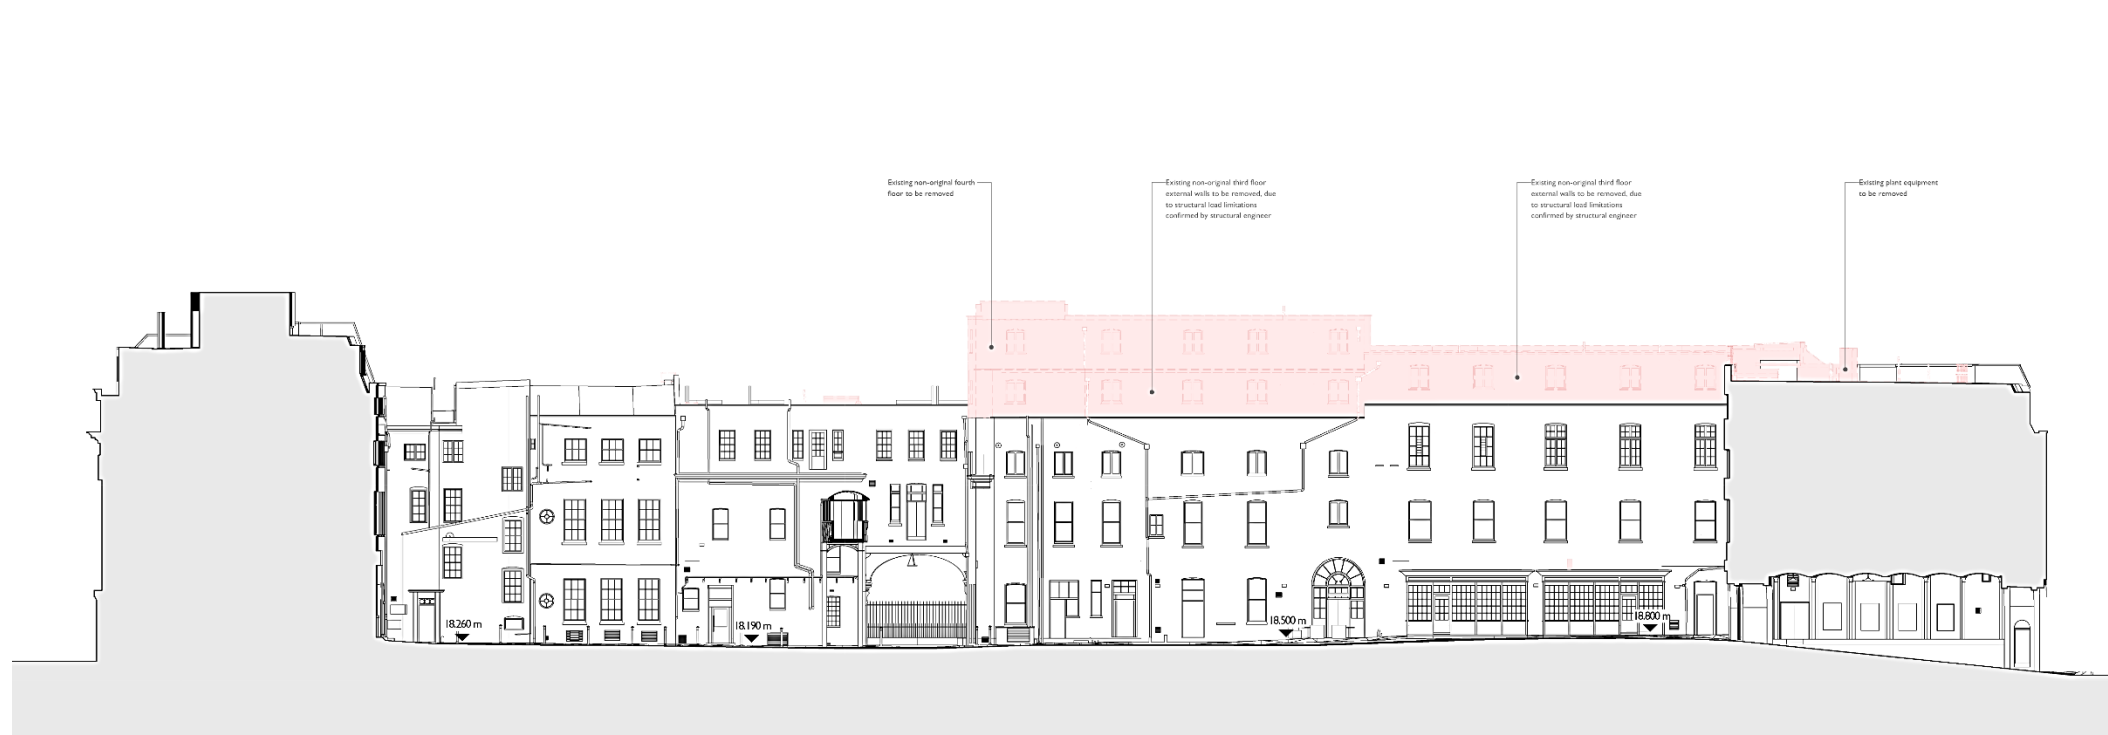 Existing non-original fourth
floor to be removed
Existing non-original third floor
external walls to be removed, due
to structural load limitations
confirmed by structural engineer
Existing non-original third floor
external walls to be removed, due
to structural load limitations
confirmed by structural engineer
Existing plant equipment
to be removed
18.260 m
18.190 m
18.500 m
18.800 m